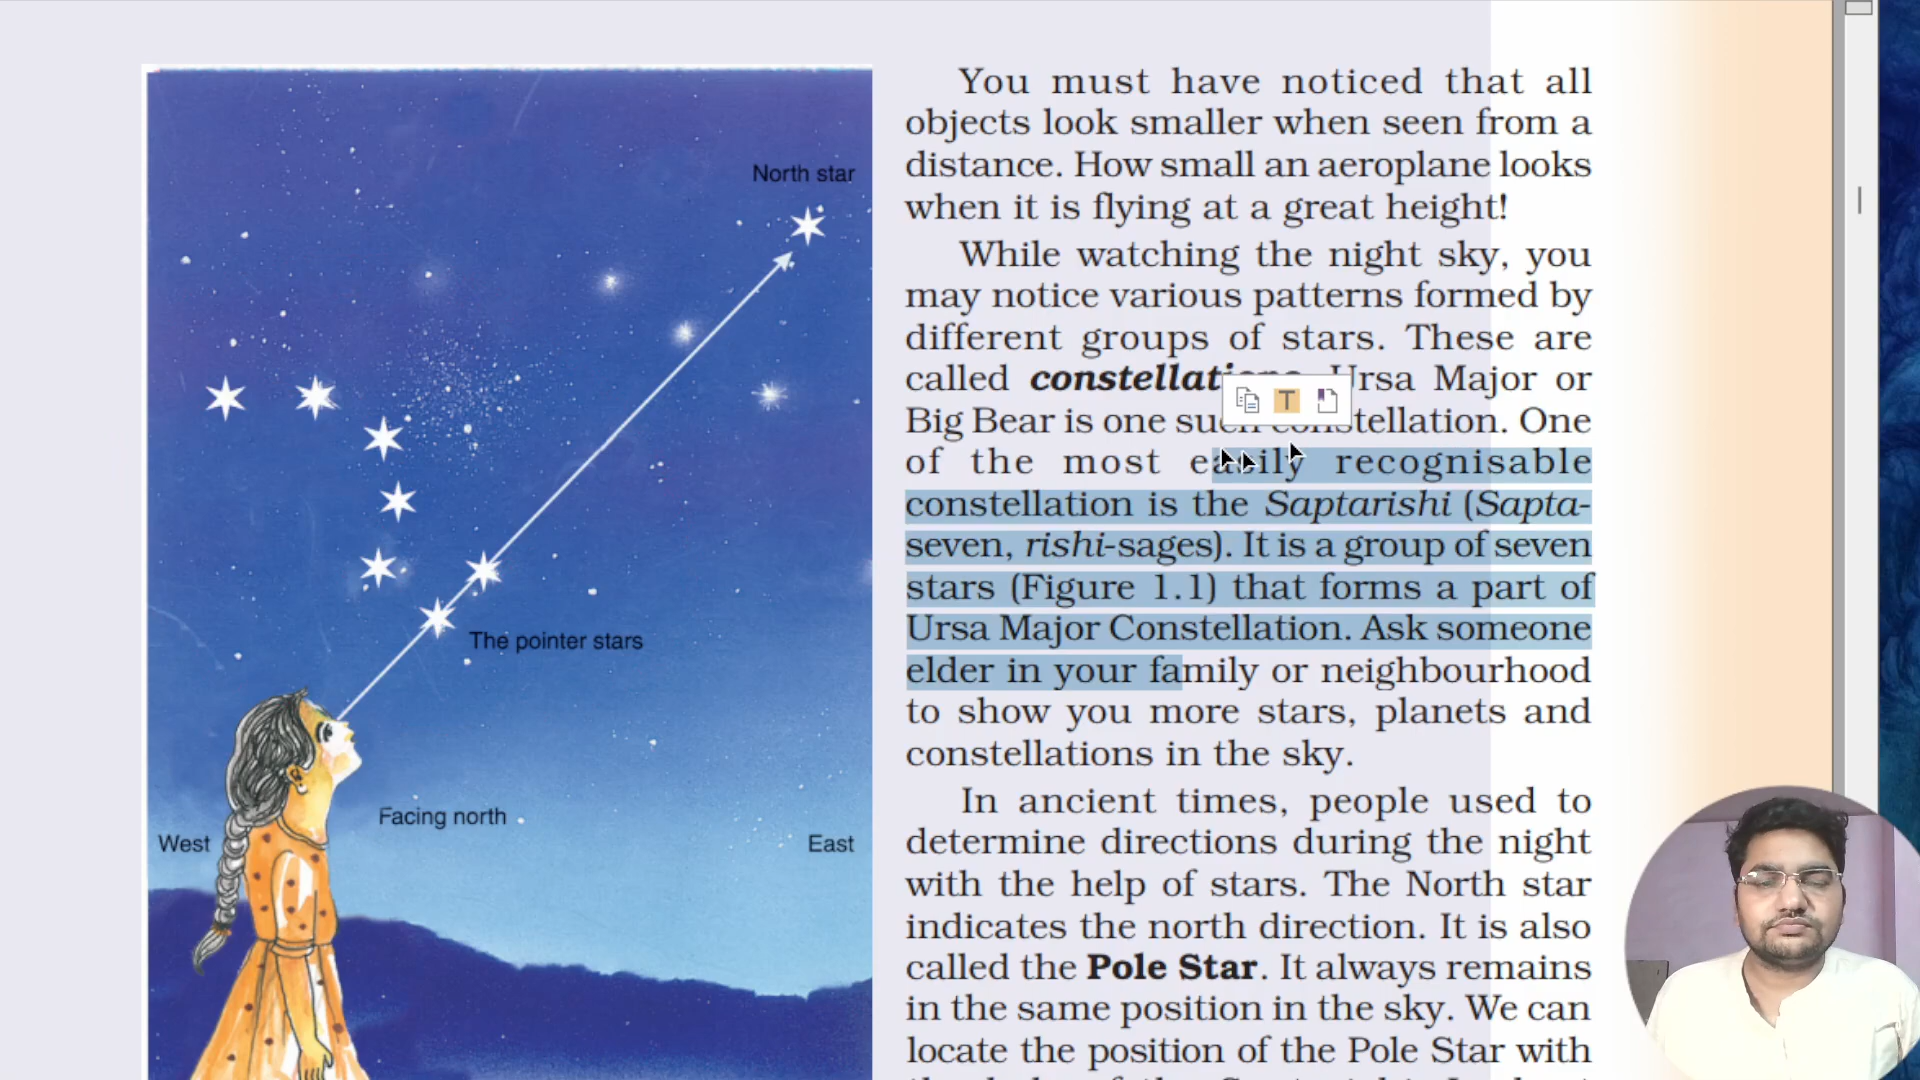 North star
The pointer stars
Facing north
West
East
You must have noticed that all
objects look smaller when seen from a
distance. How small an aeroplane looks
when it is flying at a great height!
While watching the night sky, you
may notice various patterns formed by
different groups of stars. These are
called constellations. Ursa Major or
Big Bear is one such constellation. One
of the most easily recognisable
constellation is the Saptarishi (Sapta-
seven, rishi-sages). It is a group of seven
stars (Figure 1.1) that forms a part of
Ursa Major Constellation. Ask someone
elder in your family or neighbourhood
to show you more stars, planets and
constellations in the sky.
In ancient times, people used to
determine directions during the night
with the help of stars. The North star
indicates the north direction. It is also
called the Pole Star. It always remains
in the same position in the sky. We can
locate the position of the Pole Star with